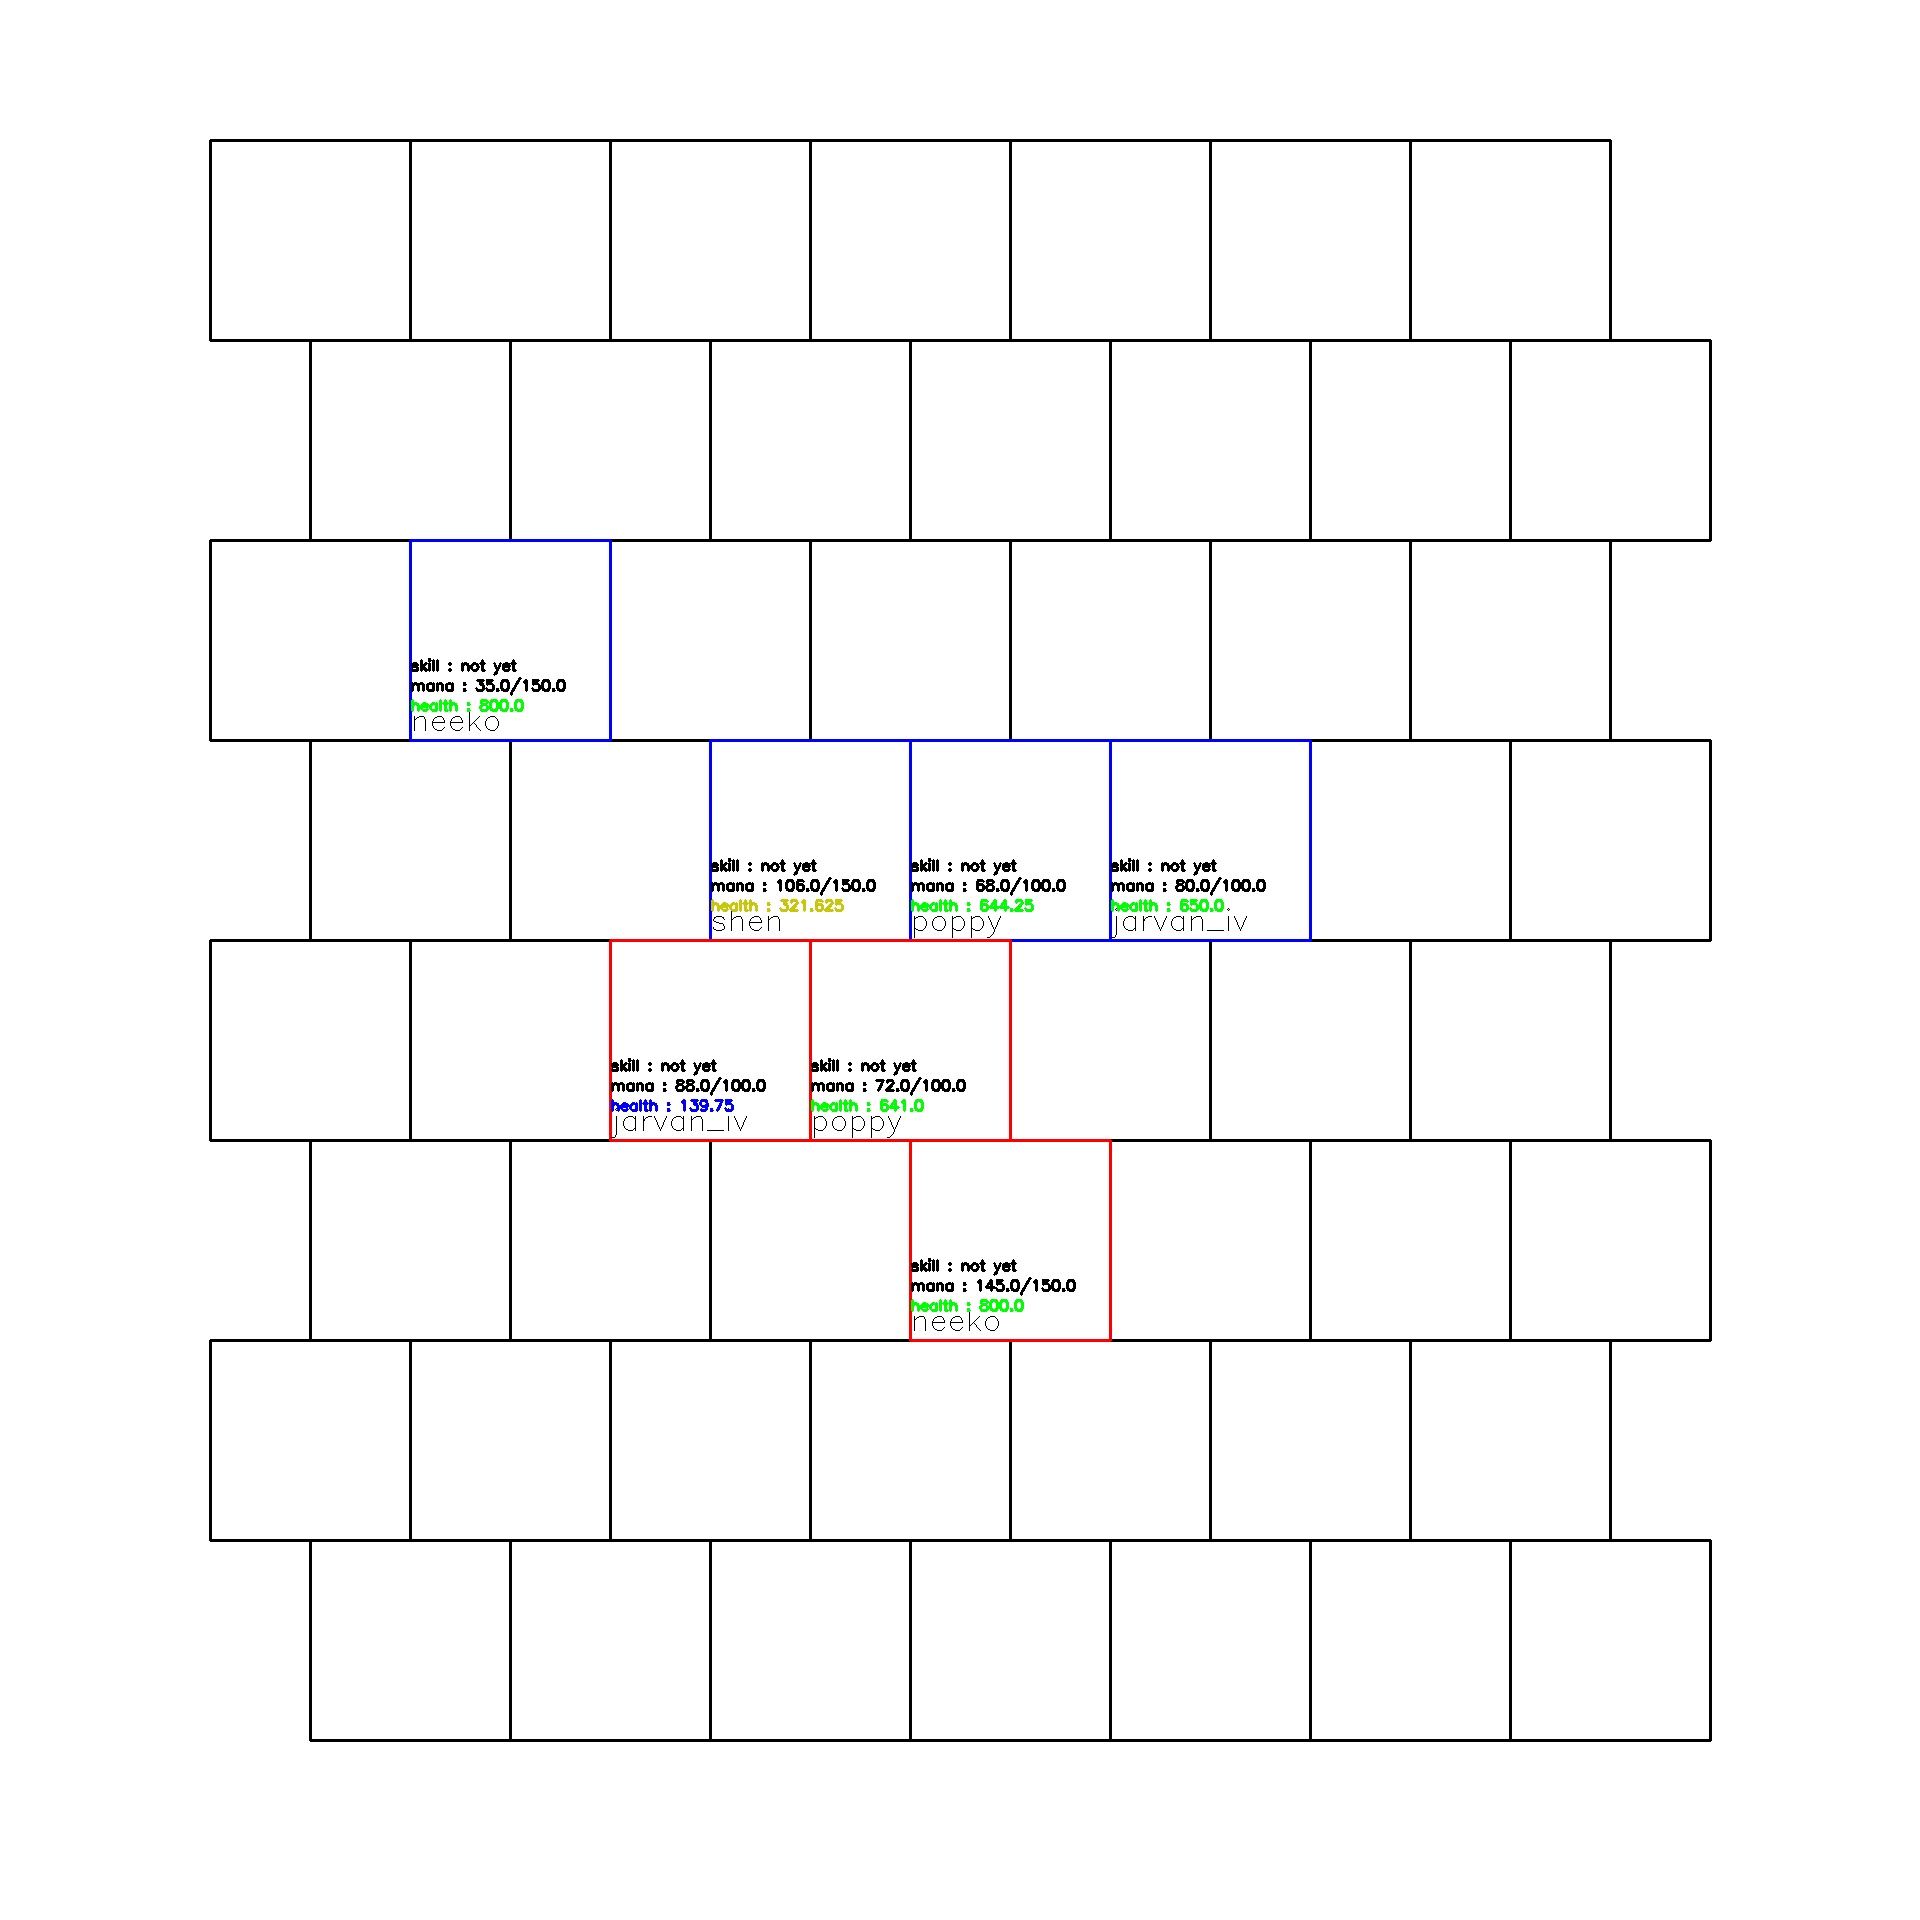 skill : not yet
mana : 35.0/150.0
health : 800.0
neeko
skill : not yet
mana : 106.0/150.0
health : 321.625
shen
skill : not yet
mana : 68.0/100.0
health : 644.25
poppy
skill : not yet
mana : 80.0/100.0
health : 650.0
jarvan_iv
skill : not yet
mana : 88.0/100.0
health : 139.75
jarvan_iv
skill : not yet
mana : 72.0/100.0
health : 641.0
poppy
skill : not yet
mana : 145.0/150.0
health : 800.0
neeko